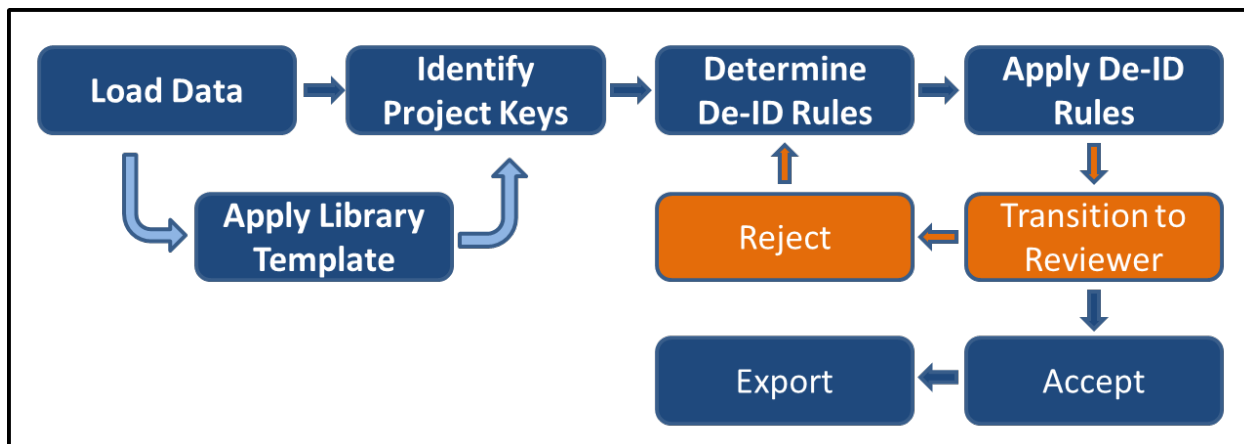 Load Data
Identify
Project Keys
Determine
De-ID Rules
Apply De-ID
Rules
Apply Library
Template
Reject
Transition to
Reviewer
Export
Accept